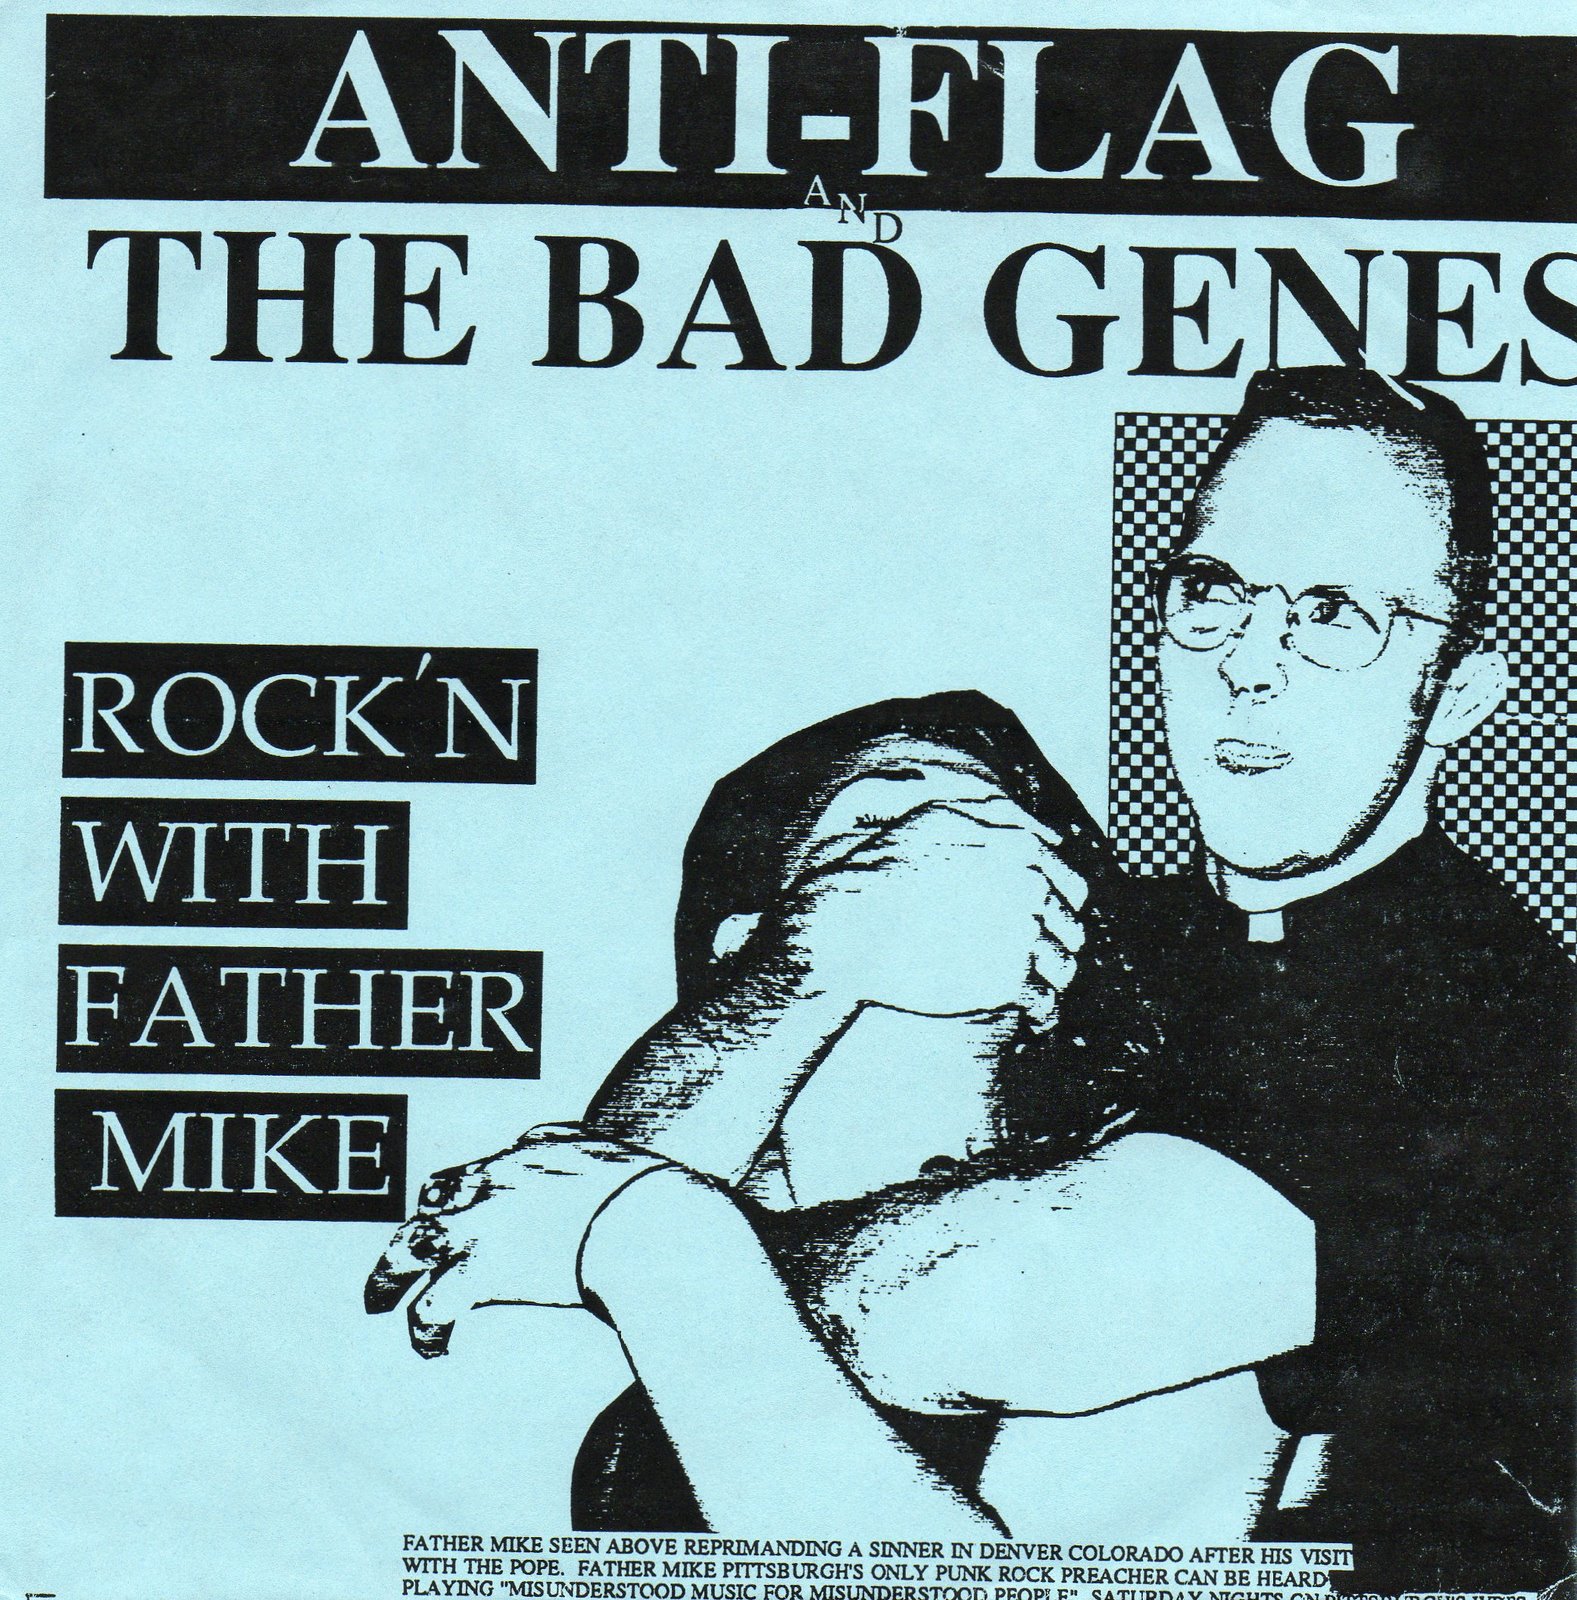 ANTI-FLAG
AND
THE BAD GENES
ROCK'N
WITH
FATHER
MIKE
FATHER MIKE SEEN ABOVE REPRIMANDING A SINNER IN DENVER COLORADO AFTER HIS VISIT
WITH THE POPE. FATHER MIKE PITTSBURGH'S ONLY PUNK ROCK PREACHER CAN BE HEARD
PLAYING "MISUNDERSTOOD MUSIC FOR MISUNDERSTOOD PEOPLE" SATURDAY NIGHTS ON PITTSBURGH'S